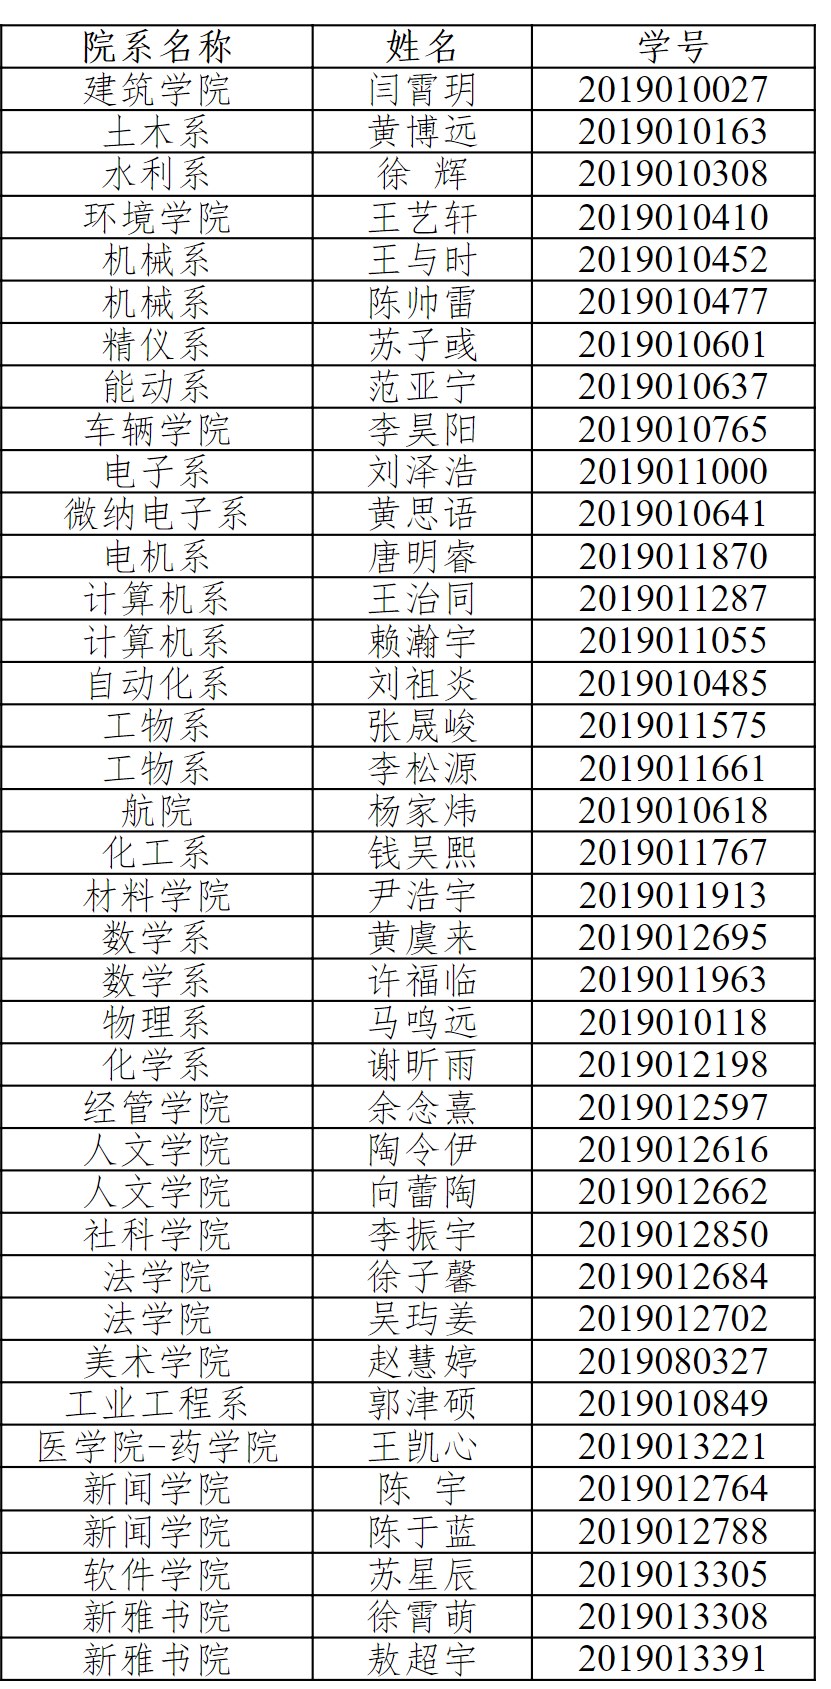 院系名称 姓名 学号
建筑学院 闫霄玥 2019010027
土木系 黄博远 2019010163
水利系 徐 辉 2019010308
环境学院 王艺轩 2019010410
机械系 王与时 2019010452
机械系 陈帅雷 2019010477
精仪系 苏子彧 2019010601
能动系 范亚宁 2019010637
车辆学院 李昊阳 2019010765
电子系 刘泽浩 2019011000
微纳电子系 黄思语 2019010641
电机系 唐明睿 2019011870
计算机系 王治同 2019011287
计算机系 赖瀚宇 2019011055
自动化系 刘祖炎 2019010485
工物系 张晟峻 2019011575
工物系 李松源 2019011661
航院 杨家炜 2019010618
化工系 钱昊熙 2019011767
材料学院 尹浩宇 2019011913
数学系 黄虞来 2019012695
数学系 许福临 2019011963
物理系 马鸣远 2019010118
化学系 谢昕雨 2019012198
经管学院 余念熹 2019012597
人文学院 陶令伊 2019012616
人文学院 向蕾陶 2019012662
社科学院 李振宇 2019012850
法学院 徐子馨 2019012684
法学院 吴玙姜 2019012702
美术学院 赵慧婷 2019080327
工业工程系 郭津硕 2019010849
医学院-药学院 王凯心 2019013221
新闻学院 陈 宇 2019012764
新闻学院 陈于蓝 2019012788
软件学院 苏星辰 2019013305
新雅书院 徐霄萌 2019013308
新雅书院 敖超宇 2019013391